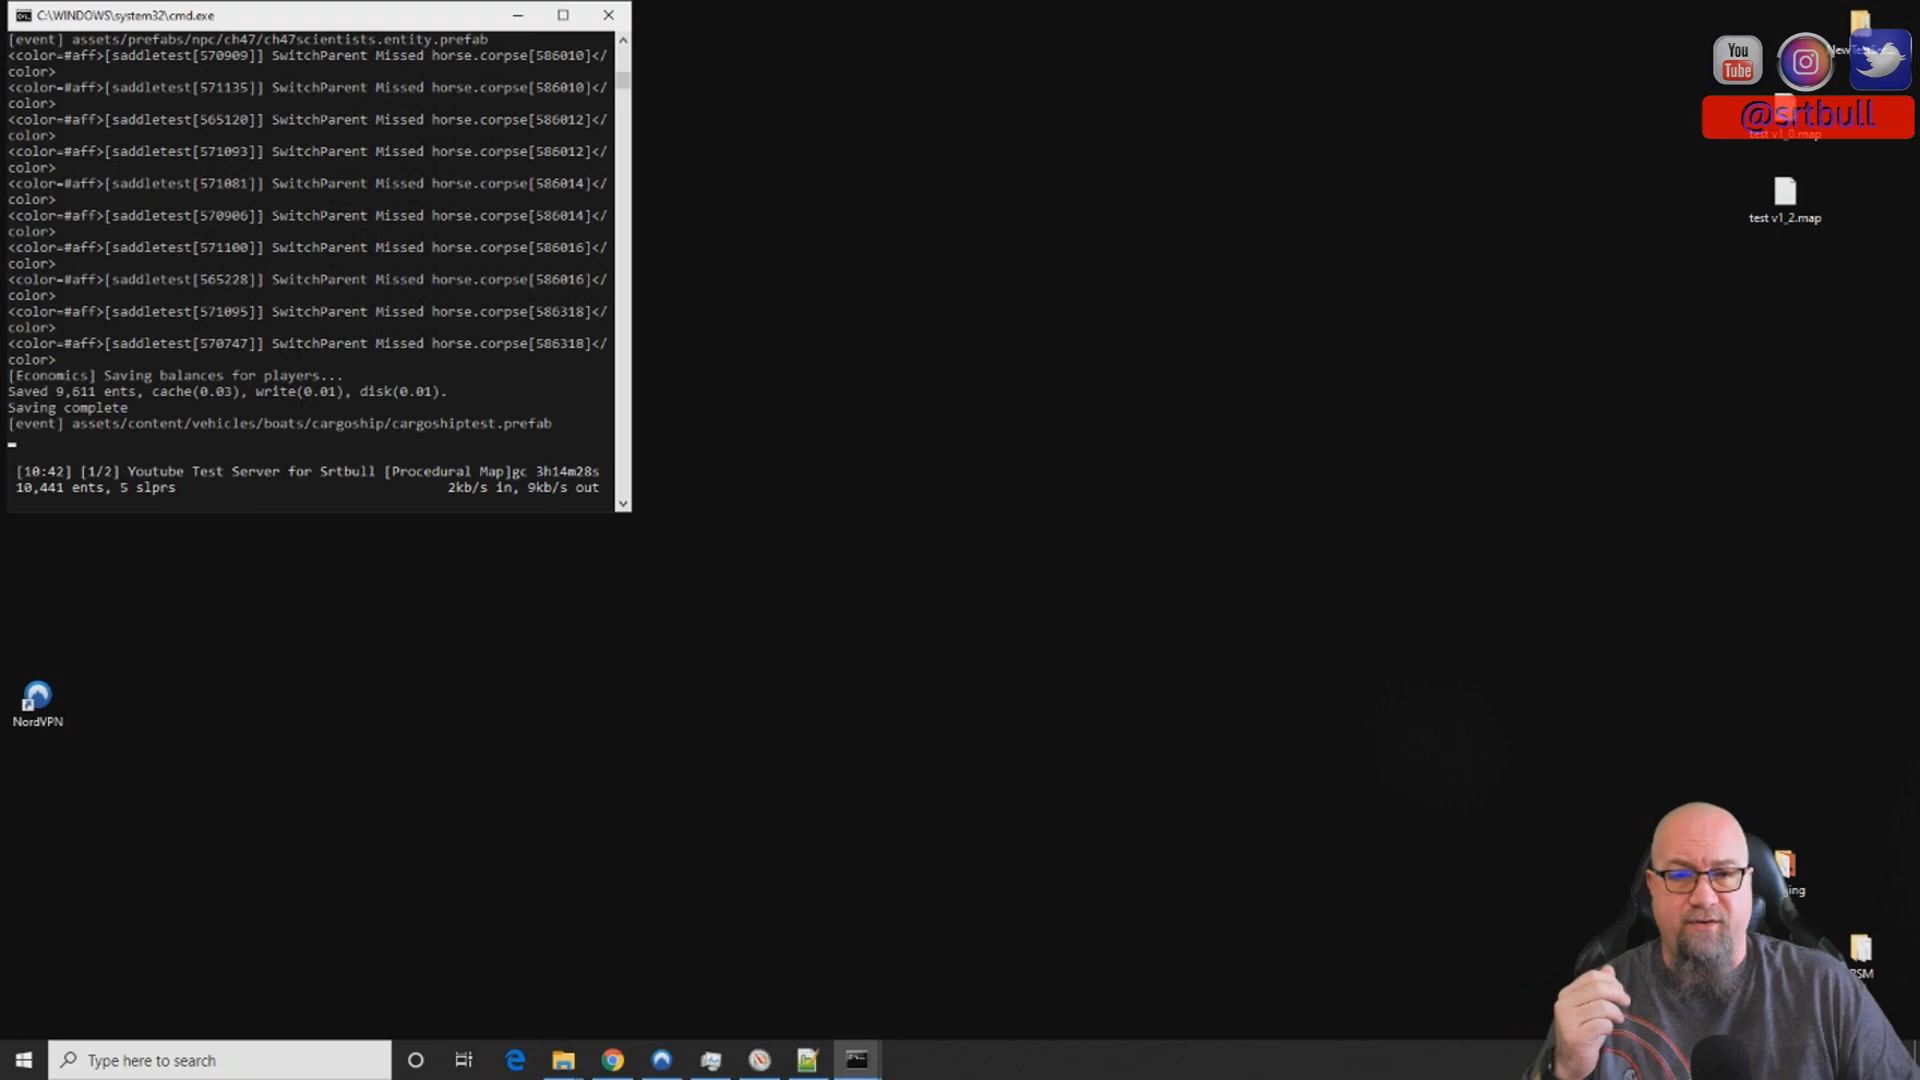 C:\WINDOWS\system32\cmd.exe
[event] assets/prefabs/npc/ch47/ch47scientists.entity.prefab
<color=#aff>[saddletest[570909]] SwitchParent Missed horse.corpse[586010]</
color>
<color=#aff>[saddletest[571135]] SwitchParent Missed horse.corpse[586010]</
color>
<color=#aff>[saddletest[565120]] SwitchParent Missed horse.corpse[586012]</
color>
<color=#aff>[saddletest[571093]] SwitchParent Missed horse.corpse[586012]</
color>
<color=#aff>[saddletest[571081]] SwitchParent Missed horse.corpse[586014]</
color>
<color=#aff>[saddletest[570906]] SwitchParent Missed horse.corpse[586014]</
color>
<color=#aff>[saddletest[571100]] SwitchParent Missed horse.corpse[586016]</
color>
<color=#aff>[saddletest[565228]] SwitchParent Missed horse.corpse[586016]</
color>
<color=#aff>[saddletest[571095]] SwitchParent Missed horse.corpse[586318]</
color>
<color=#aff>[saddletest[570747]] SwitchParent Missed horse.corpse[586318]</
color>
[Economics] Saving balances for players...
Saved 9,611 ents, cache(0.03), write(0.01), disk(0.01).
Saving complete
[event] assets/content/vehicles/boats/cargoship/cargoshiptest.prefab
[10:42] [1/2] Youtube Test Server for Srtbull [Procedural Map]gc 3h14m28s
10,441 ents, 5 slprs 2kb/s in, 9kb/s out
You
Tube
@srtbull
test v1_0.map
test v1_2.map
NordVPN
Type here to search